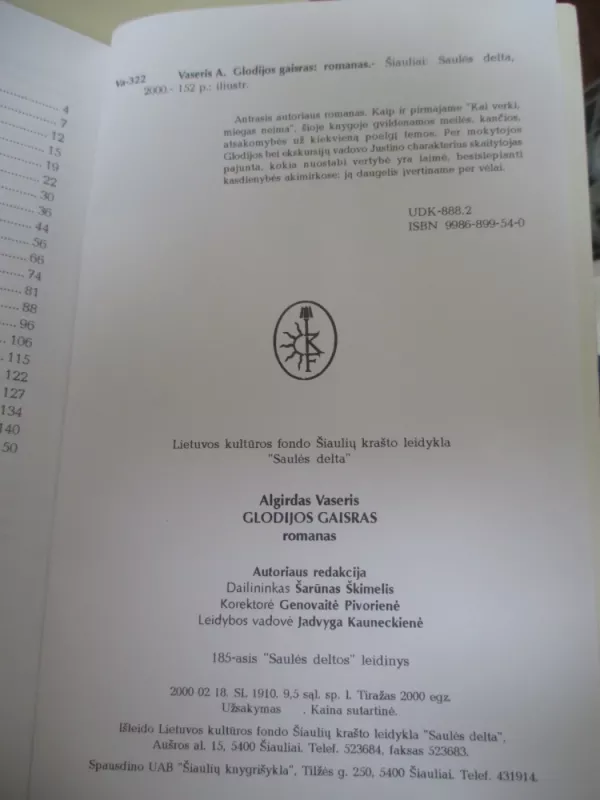 4
7
12
15
19
22
30
36
44
56
66
74
81
88
96
106
115
122
127
134
140
50
Va-322 Vaseris A. Glodijos gaisras: romanas.- Šiauliai: Saulės delta,
2000.- 152 p.: iliustr.
Antrasis autoriaus romanas. Kaip ir pirmajame "Kai verki,
miegas neima", šioje knygoje gvildenamos meilės, kančios,
atsakomybės už kiekvieną poelgį temos. Per mokytojos
Glodijos bei ekskursijų vadovo Justino charakterius skaitytojas
pajunta, kokia nuostabi vertybė yra laimė, besislepianti
kasdienybės akimirkose; ją daugelis įvertiname per vėlai.
UDK-888.2
ISBN 9986-899-54-0
LKF
Lietuvos kultūros fondo Šiaulių krašto leidykla
"Saulės delta"
Algirdas Vaseris
GLODIJOS GAISRAS
romanas
Autoriaus redakcija
Dailininkas Šarūnas Škimelis
Korektorė Genovaitė Pivorienė
Leidybos vadovė Jadvyga Kauneckienė
185-asis "Saulės deltos" leidinys
2000 02 18. SL 1910. 9,5 sąl. sp. l. Tiražas 2000 egz.
Užsakymas . Kaina sutartinė.
Išleido Lietuvos kultūros fondo Šiaulių krašto leidykla "Saulės delta",
Aušros al. 15, 5400 Šiauliai. Telef. 523684, faksas 523683.
Spausdino UAB "Šiaulių knygrišykla", Tilžės g. 250, 5400 Šiauliai. Telef. 431914.